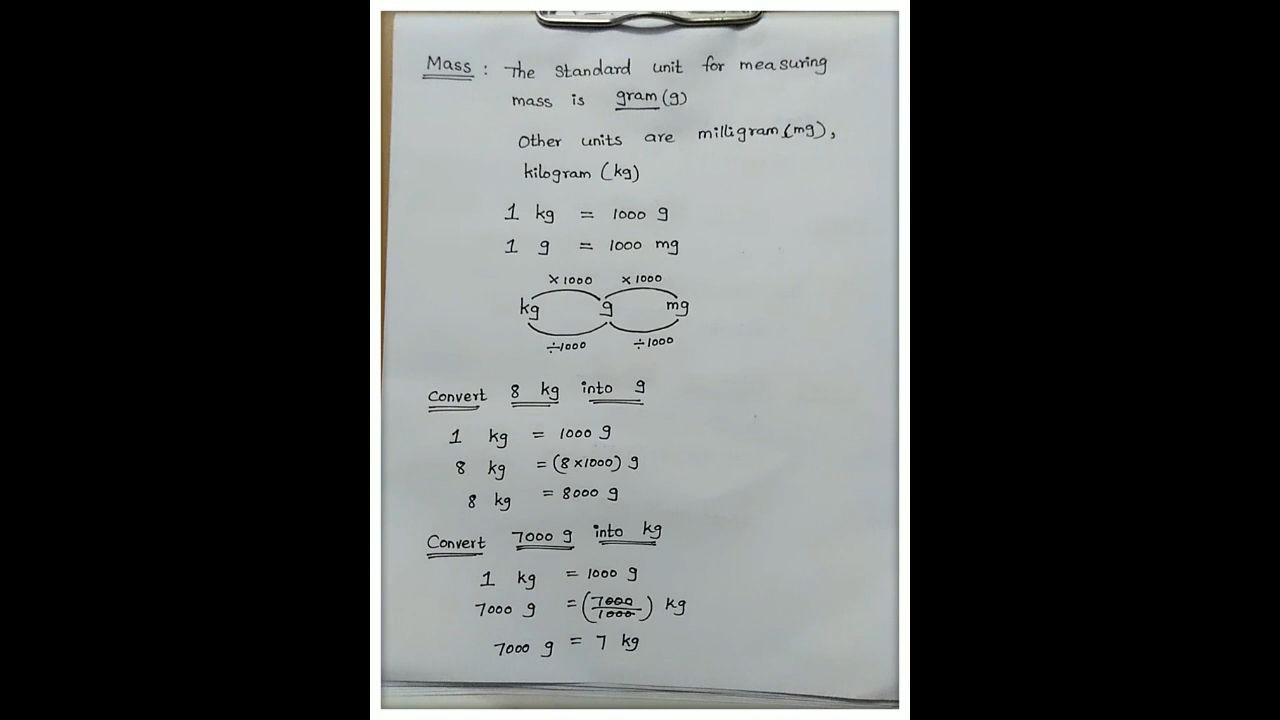 Mass : The standard unit for measuring
mass is gram (g)
Other units are milligram (mg),
kilogram (kg)
1 kg = 1000 g
1 g = 1000 mg
×1000 ×1000
kg g mg
÷1000 ÷1000
Convert 8 kg into g
1 kg = 1000 g
8 kg = (8×1000) g
8 kg = 8000 g
Convert 7000 g into kg
1 kg = 1000 g
7000 g = (7000/1000) kg
7000 g = 7 kg